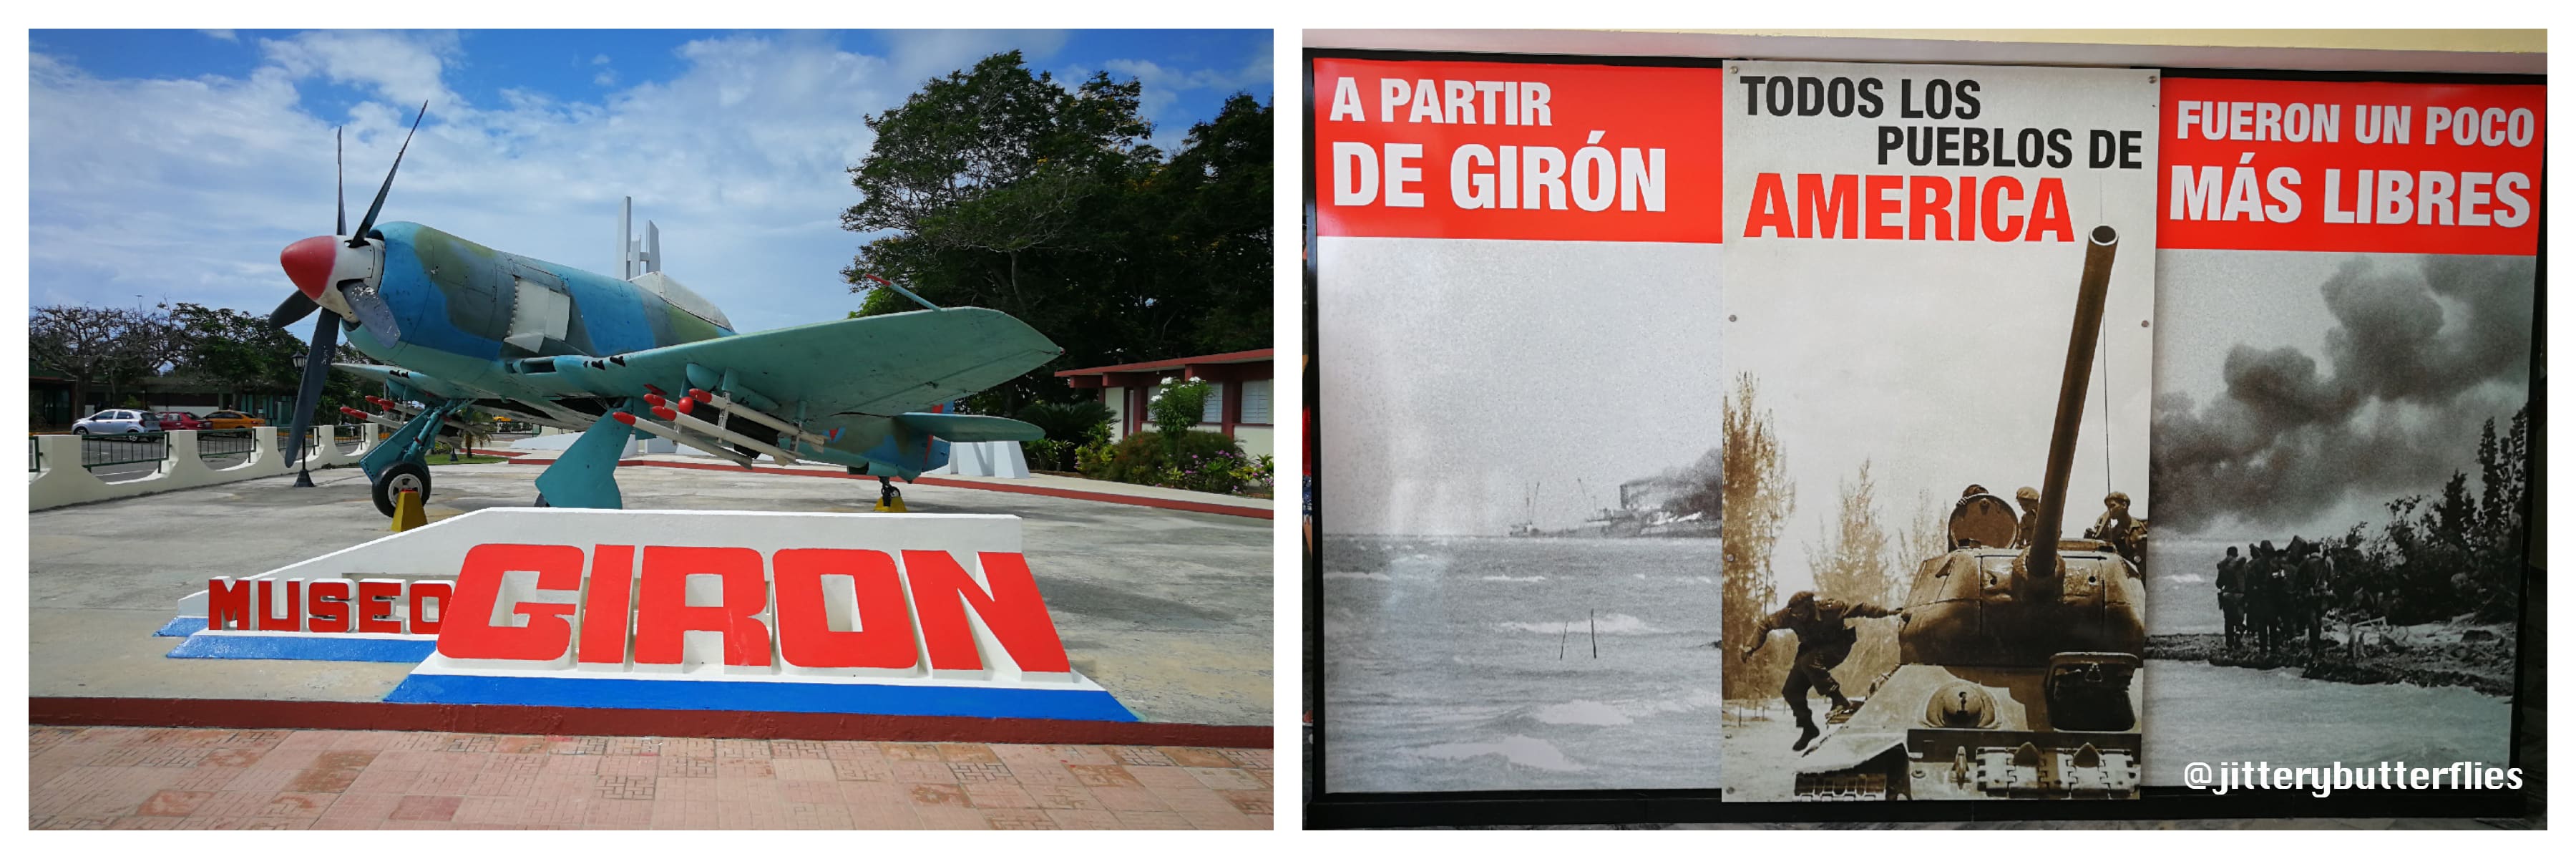 MUSEO GIRON
A PARTIR
DE GIRÓN
TODOS LOS
PUEBLOS DE
AMERICA
FUERON UN POCO
MÁS LIBRES
@jitterybutterflies